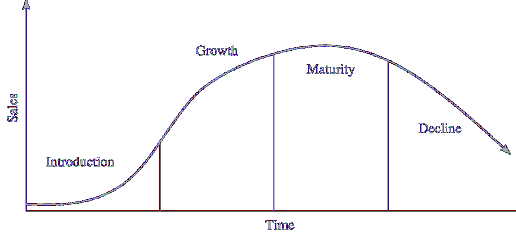 Growth
Maturity
Sales
Decline
Introduction
Time